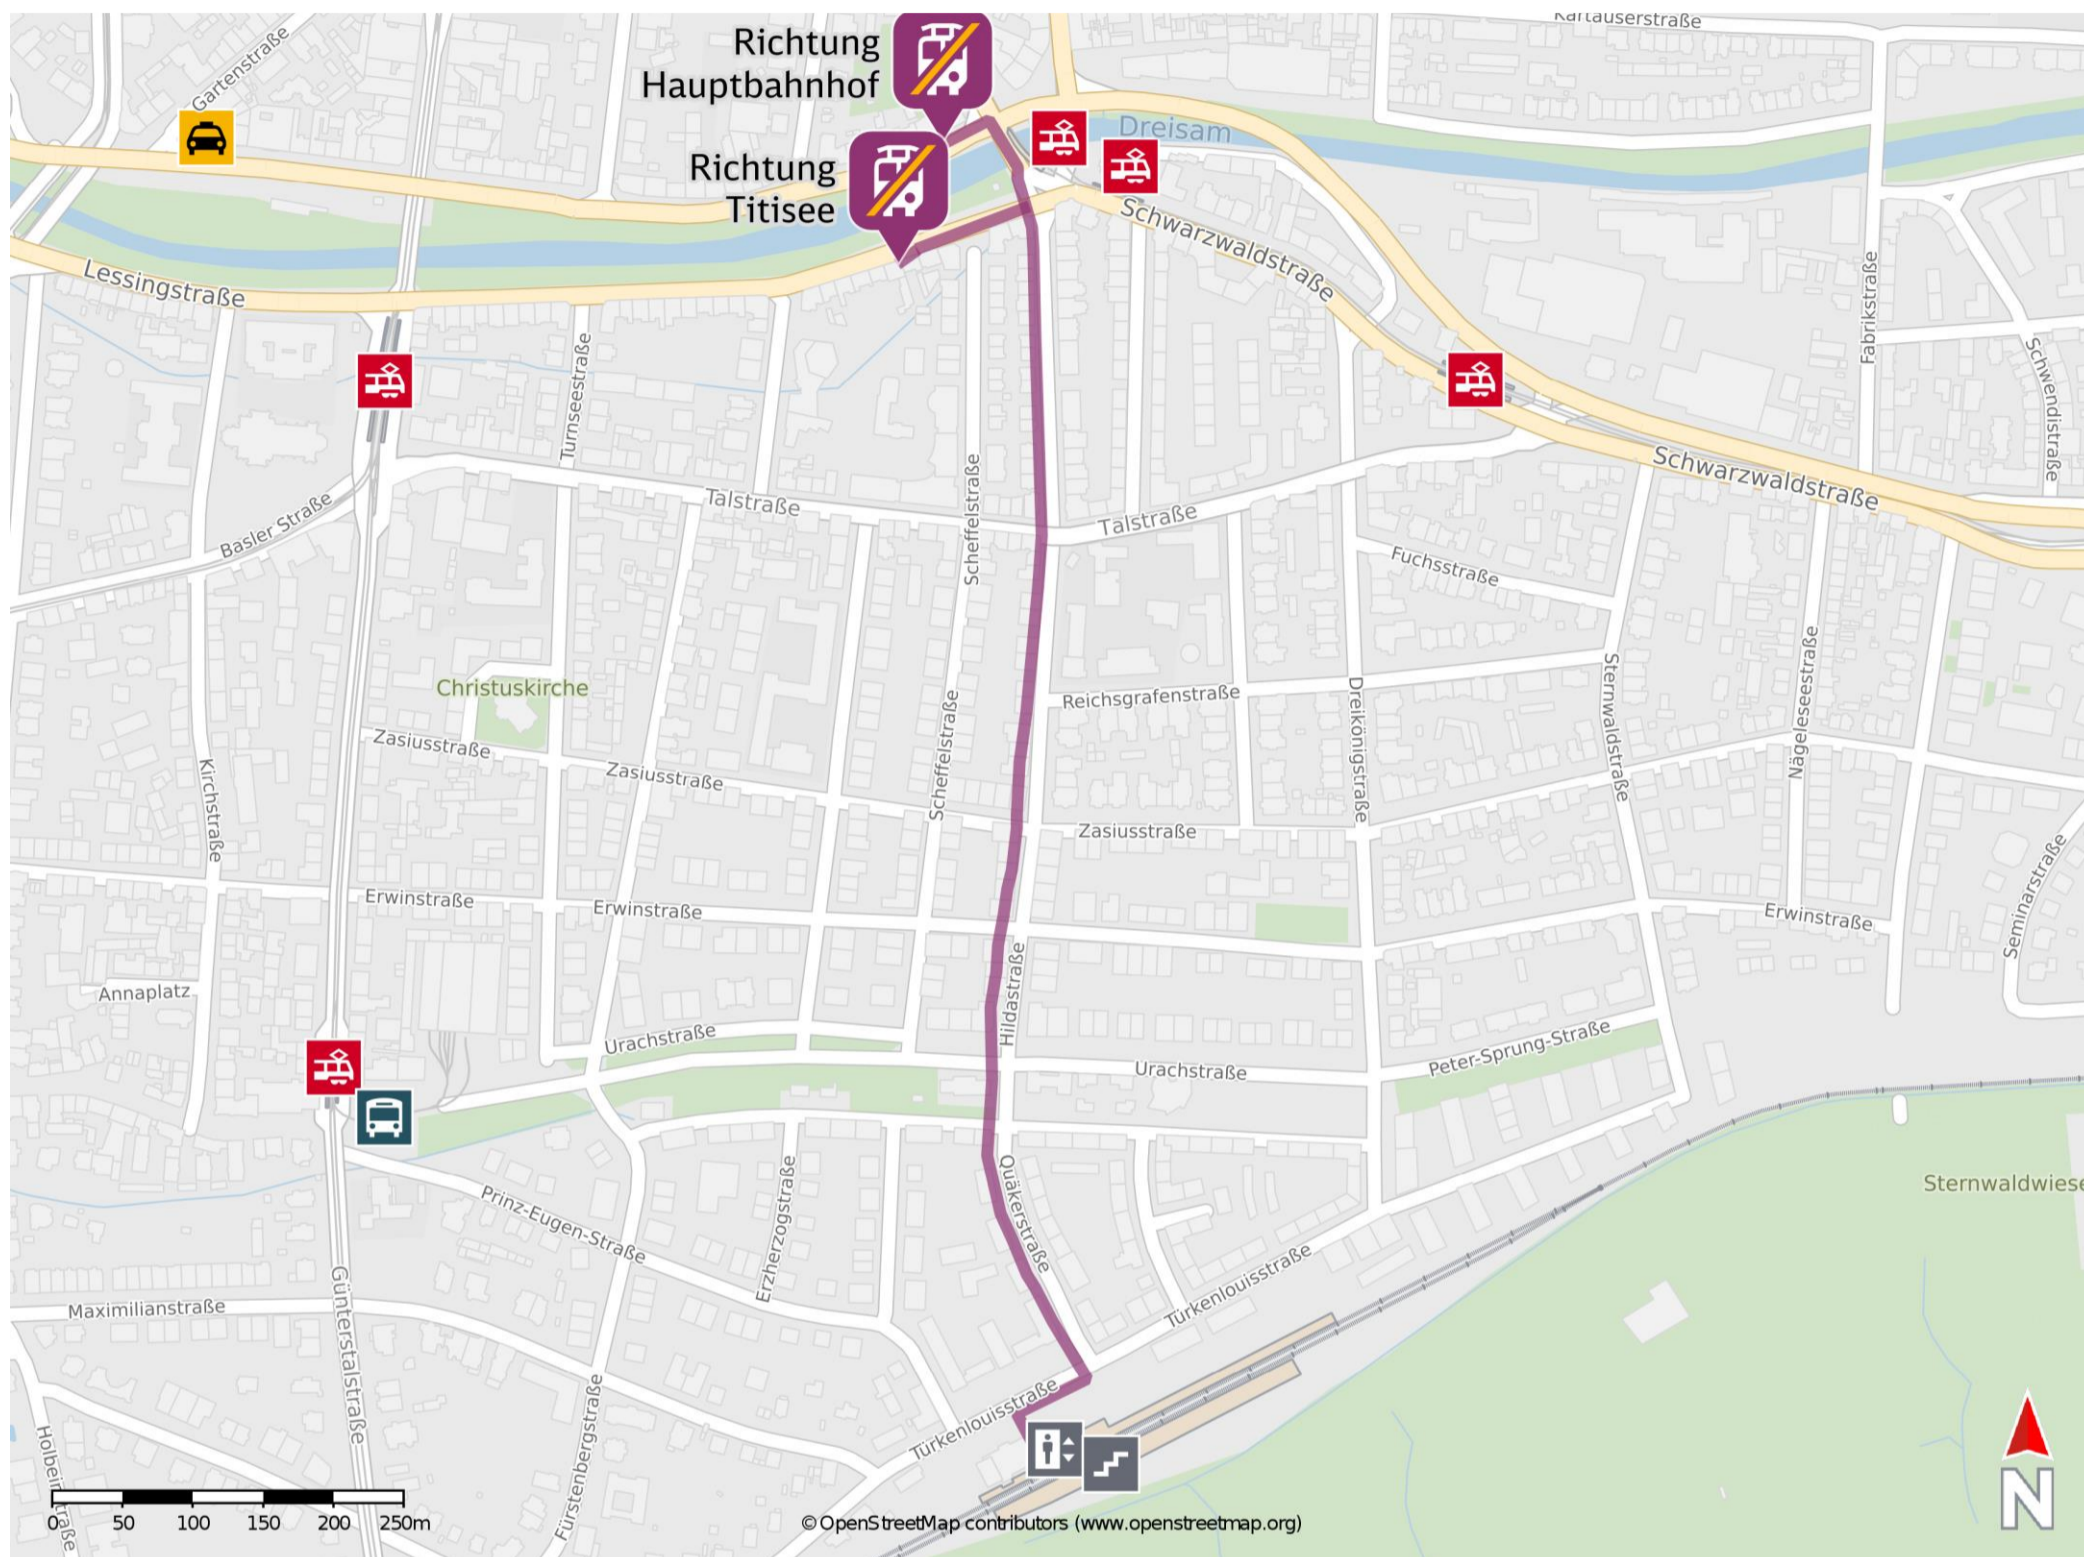 Kartäuserstraße
Richtung
Hauptbahnhof
Gartenstraße
Dreisam
Richtung
Titisee
Schwarzwaldstraße
Lessingstraße
Fabrikstraße
Turnseestraße
Schwendistraße
Schwarzwaldstraße
Talstraße
Talstraße
Basler Straße
Scheffelstraße
Fuchsstraße
Christuskirche
Reichsgrafenstraße
Dreikönigstraße
Sternwaldstraße
Nägeleseestraße
Zasiusstraße
Zasiusstraße
Scheffelstraße
Kirchstraße
Zasiusstraße
Erwinstraße
Erwinstraße
Erwinstraße
Seminarstraße
Annaplatz
Hildastraße
Urachstraße
Urachstraße
Peter-Sprung-Straße
Sternwaldwiese
Quäkerstraße
Prinz-Eugen-Straße
Erzherzogstraße
Türkenlouisstraße
Maximilianstraße
Günterstalstraße
Türkenlouisstraße
Fürstenbergstraße
Holbeinstraße
0 50 100 150 200 250m
© OpenStreetMap contributors (www.openstreetmap.org)
N